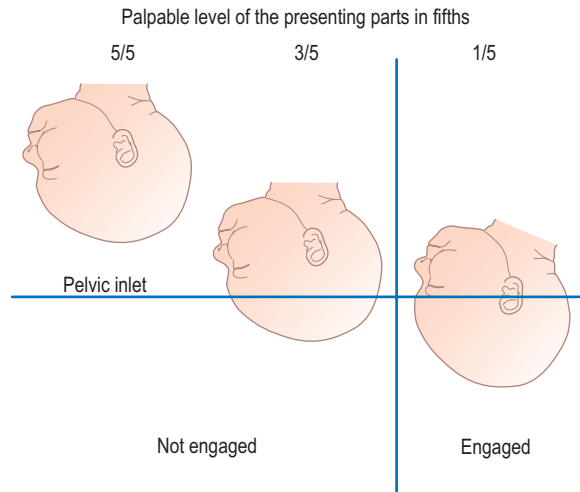 Palpable level of the presenting parts in fifths
5/5 3/5 1/5
Pelvic inlet
Not engaged Engaged